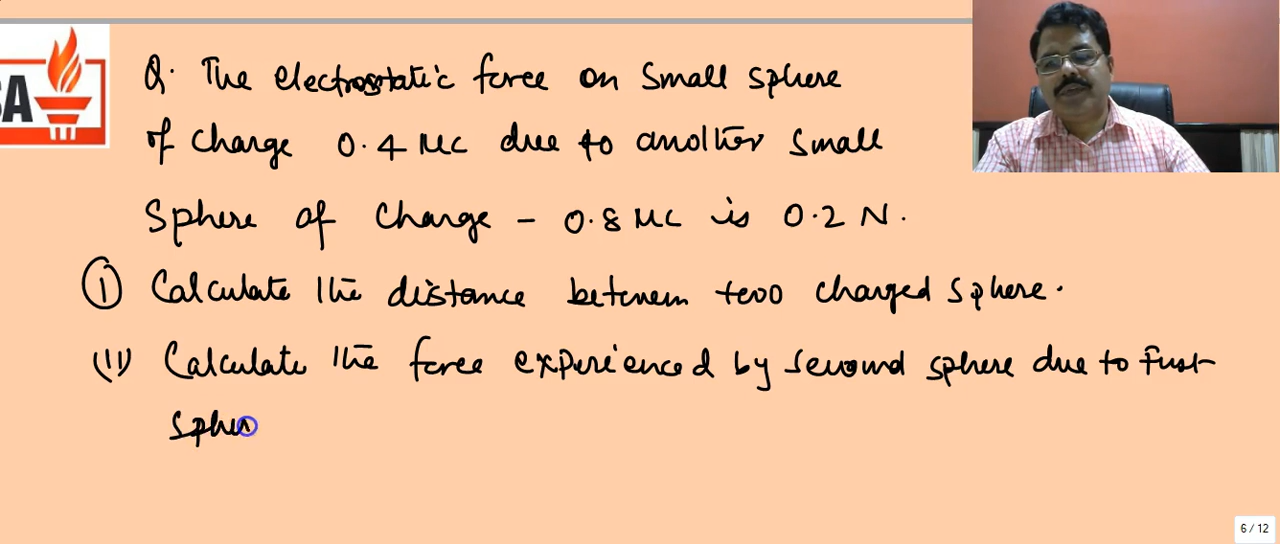 SA
Q. The electrostatic force on small sphere
of charge 0.4 μC due to another small
sphere of charge - 0.8 μC is 0.2 N.
(i) Calculate the distance between two charged sphere.
(ii) Calculate the force experienced by second sphere due to first
sphe
6 / 12